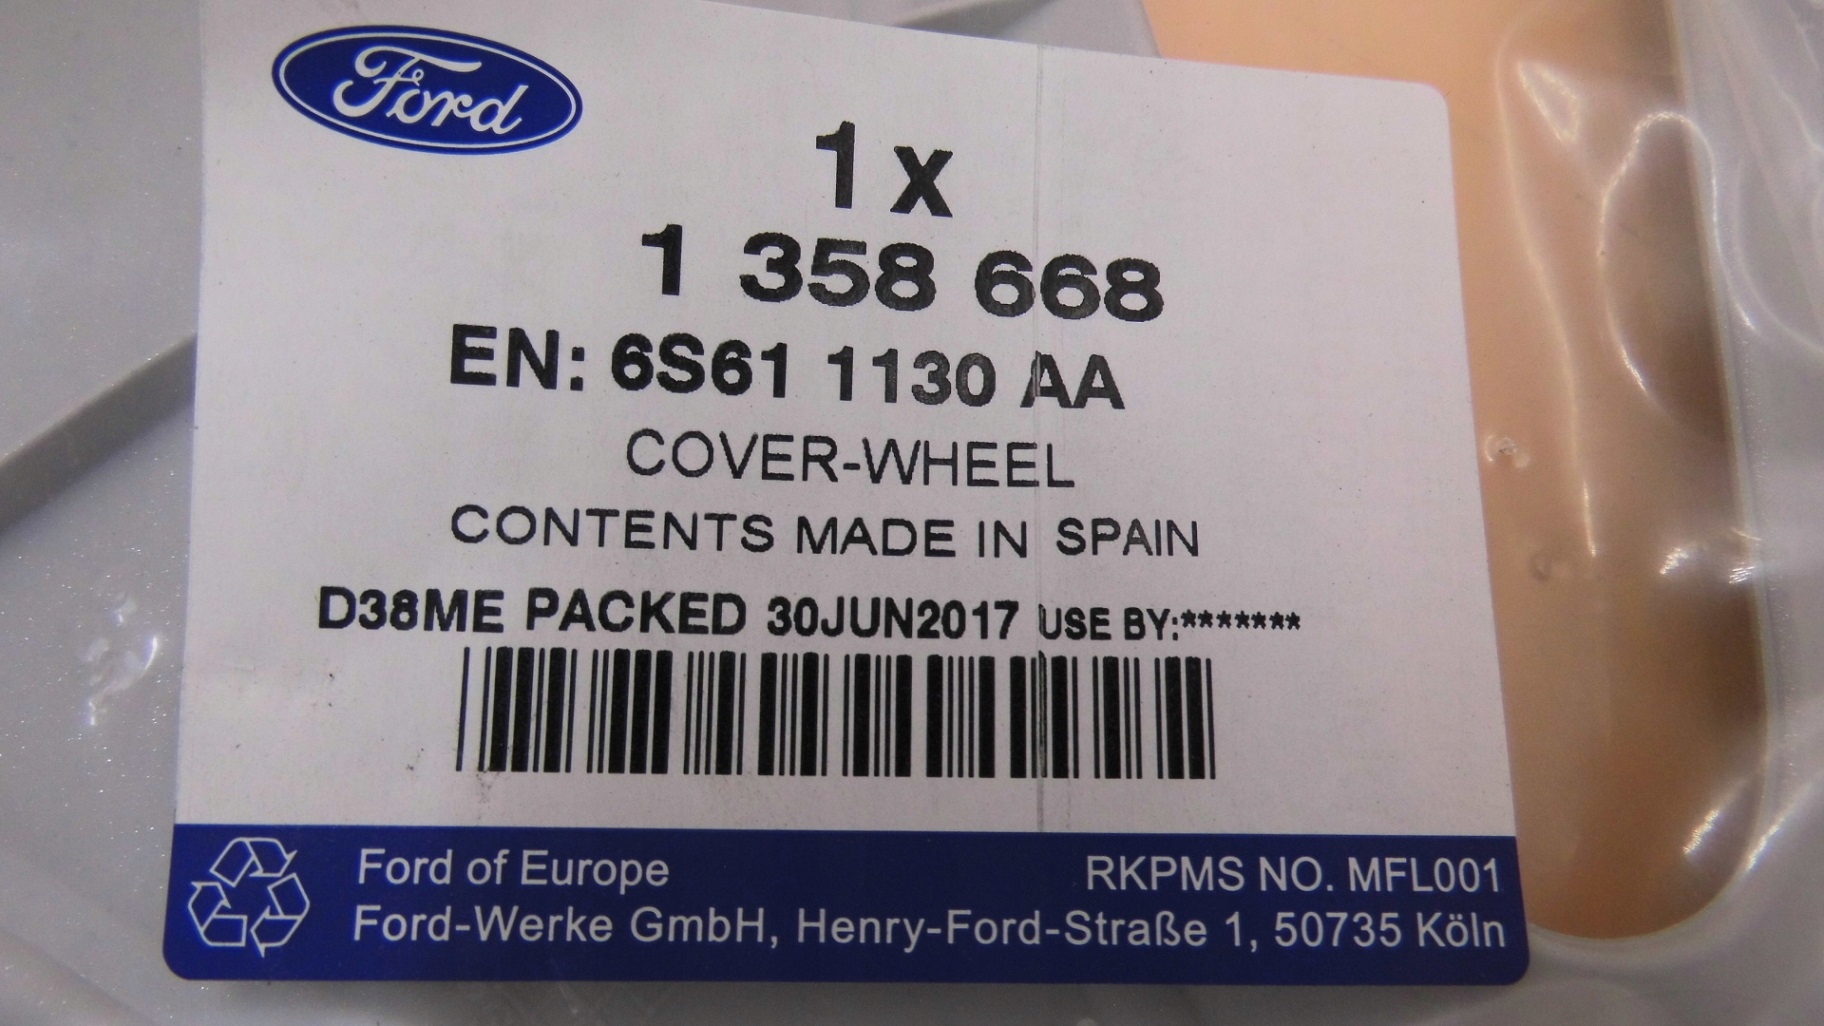 Ford
1 x
1 358 668
EN: 6S61 1130 AA
COVER-WHEEL
CONTENTS MADE IN SPAIN
D38ME PACKED 30JUN2017 USE BY:*******
Ford of Europe
RKPMS NO. MFL001
Ford-Werke GmbH, Henry-Ford-Straße 1, 50735 Köln